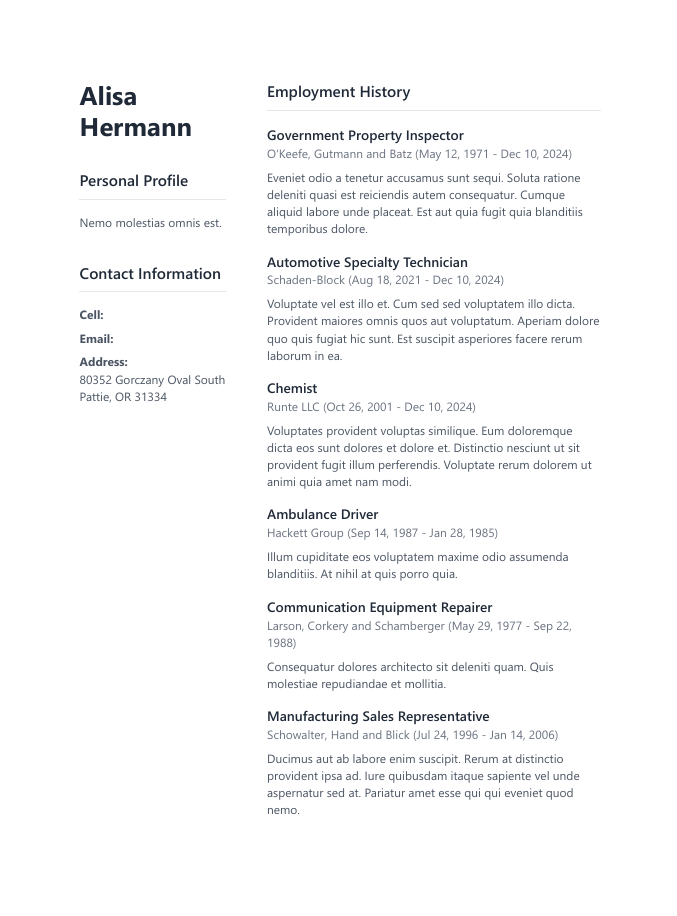 Alisa
Hermann
Personal Profile
Nemo molestias omnis est.
Contact Information
Cell:
Email:
Address:
80352 Gorczany Oval South
Pattie, OR 31334
Employment History
Government Property Inspector
O'Keefe, Gutmann and Batz (May 12, 1971 - Dec 10, 2024)
Eveniet odio a tenetur accusamus sunt sequi. Soluta ratione
deleniti quasi est reiciendis autem consequatur. Cumque
aliquid labore unde placeat. Est aut quia fugit quia blanditiis
temporibus dolore.
Automotive Specialty Technician
Schaden-Block (Aug 18, 2021 - Dec 10, 2024)
Voluptate vel est illo et. Cum sed sed voluptatem illo dicta.
Provident maiores omnis quos aut voluptatum. Aperiam dolore
quo quis fugiat hic sunt. Est suscipit asperiores facere rerum
laborum in ea.
Chemist
Runte LLC (Oct 26, 2001 - Dec 10, 2024)
Voluptates provident voluptas similique. Eum doloremque
dicta eos sunt dolores et dolore et. Distinctio nesciunt ut sit
provident fugit illum perferendis. Voluptate rerum dolorem ut
animi quia amet nam modi.
Ambulance Driver
Hackett Group (Sep 14, 1987 - Jan 28, 1985)
Illum cupiditate eos voluptatem maxime odio assumenda
blanditiis. At nihil at quis porro quia.
Communication Equipment Repairer
Larson, Corkery and Schamberger (May 29, 1977 - Sep 22,
1988)
Consequatur dolores architecto sit deleniti quam. Quis
molestiae repudiandae et mollitia.
Manufacturing Sales Representative
Schowalter, Hand and Blick (Jul 24, 1996 - Jan 14, 2006)
Ducimus aut ab labore enim suscipit. Rerum at distinctio
provident ipsa ad. Iure quibusdam itaque sapiente vel unde
aspernatur sed at. Pariatur amet esse qui qui eveniet quod
nemo.